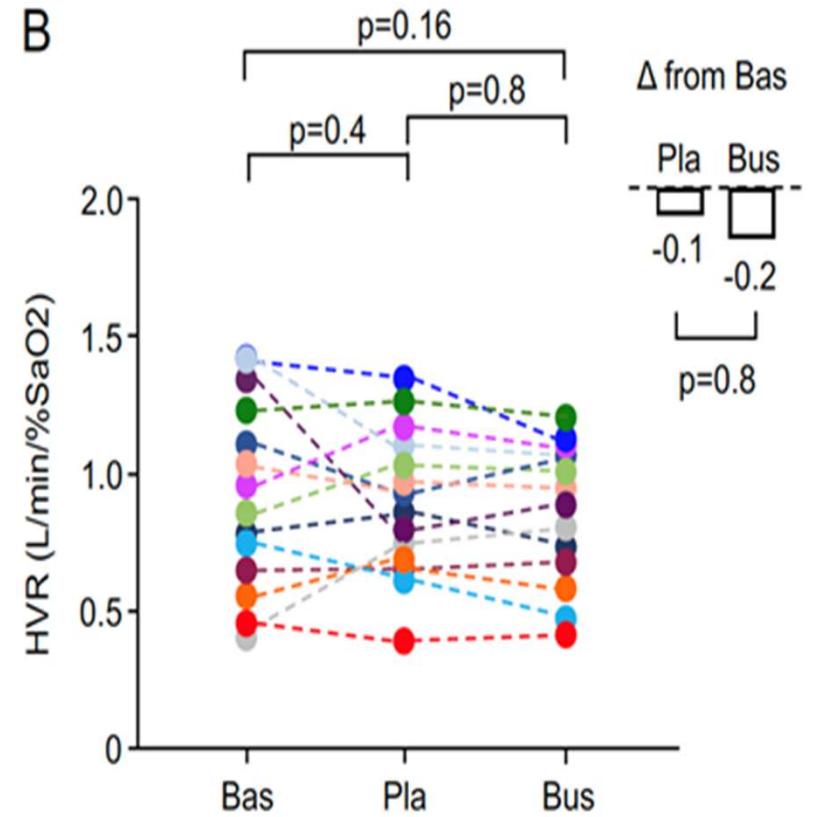 B
p=0.16
p=0.8
p=0.4
Δ from Bas
Pla Bus
-0.1
-0.2
p=0.8
HVR (L/min/%SaO2)
2.0
1.5
1.0
0.5
0
Bas Pla Bus